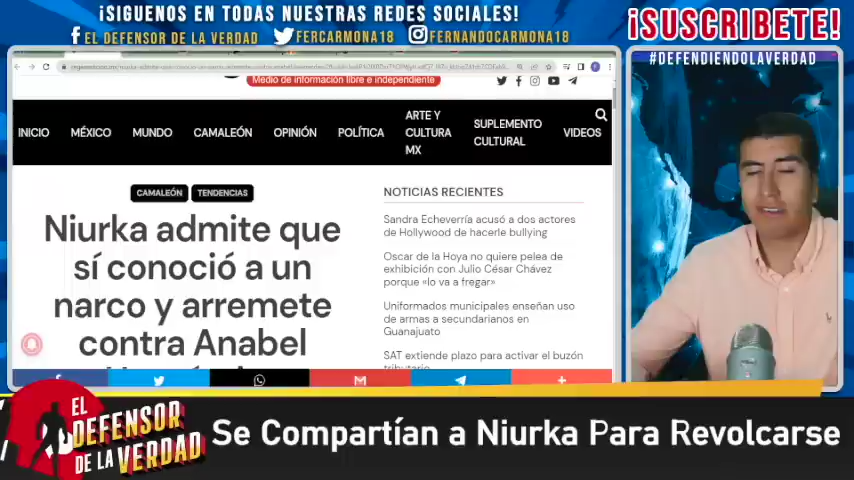 ¡SIGUENOS EN TODAS NUESTRAS REDES SOCIALES!
EL DEFENSOR DE LA VERDAD FERCARMONA18 FERNANDOCARMONA18
¡SUSCRIBETE!
#DEFENDIENDOLAVERDAD
Medio de información libre e independiente
INICIO MÉXICO MUNDO CAMALEÓN OPINIÓN POLÍTICA ARTE Y CULTURA MX SUPLEMENTO CULTURAL VIDEOS
CAMALEÓN TENDENCIAS
Niurka admite que
sí conoció a un
narco y arremete
contra Anabel
NOTICIAS RECIENTES
Sandra Echeverría acusó a dos actores
de Hollywood de hacerle bullying
Oscar de la Hoya no quiere pelea de
exhibición con Julio César Chávez
porque «lo va a fregar»
Uniformados municipales enseñan uso
de armas a secundarianos en
Guanajuato
SAT extiende plazo para activar el buzón
tributario
EL
DEFENSOR
DE LA VERDAD
Se Compartían a Niurka Para Revolcarse